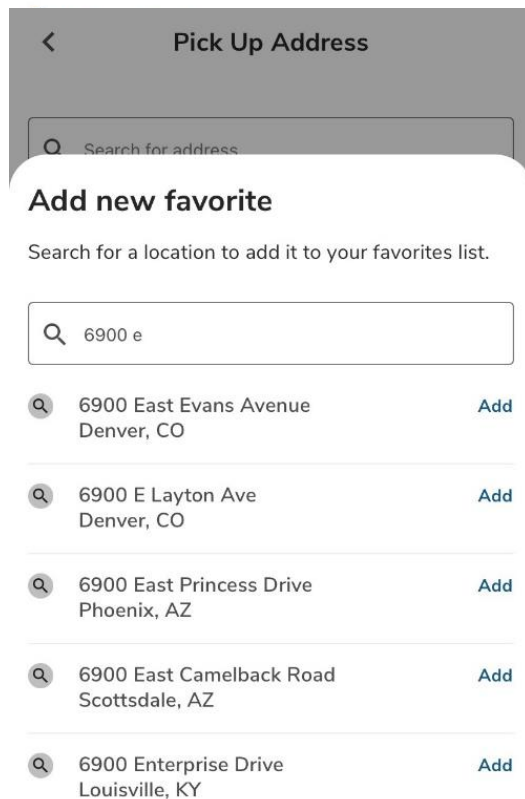 Pick Up Address
Search for address
Add new favorite
Search for a location to add it to your favorites list.
6900 e
6900 East Evans Avenue
Denver, CO
Add
6900 E Layton Ave
Denver, CO
Add
6900 East Princess Drive
Phoenix, AZ
Add
6900 East Camelback Road
Scottsdale, AZ
Add
6900 Enterprise Drive
Louisville, KY
Add